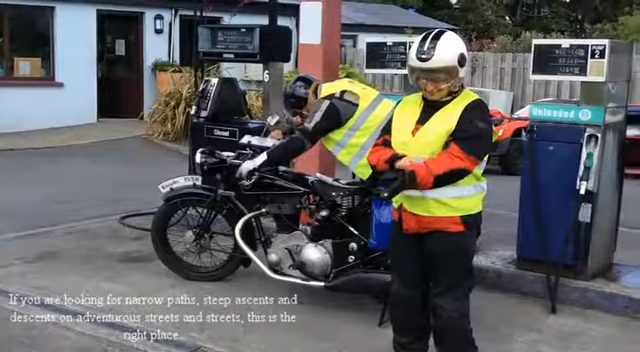 PUMP
2
6
Diesel
Unleaded
If you are looking for narrow paths, steep ascents and
descents on adventurous streets and streets, this is the
right place.